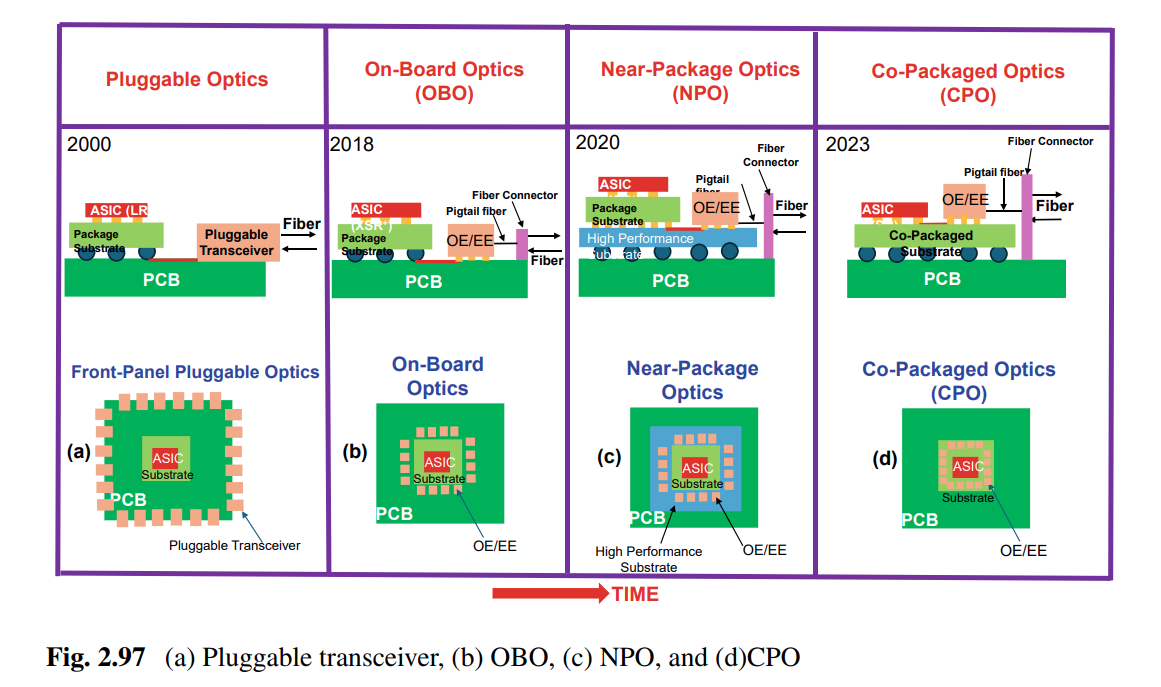 Pluggable Optics
On-Board Optics
(OBO)
Near-Package Optics
(NPO)
Co-Packaged Optics
(CPO)
2000
ASIC (LR
Package
Substrate
Pluggable
Transceiver
Fiber
PCB
2018
ASIC
(XSR
Package
Substrate
OE/EE
Pigtail fiber
Fiber Connector
Fiber
PCB
2020
ASIC
Package
Substrate
High Performance
Substrate
Pigtail
fiber
OE/EE
Fiber
Connector
Fiber
PCB
2023
ASIC
Co-Packaged
Substrate
OE/EE
Pigtail fiber
Fiber Connector
Fiber
PCB
Front-Panel Pluggable Optics
(a)
ASIC
Substrate
PCB
Pluggable Transceiver
On-Board
Optics
(b)
ASIC
Substrate
PCB
OE/EE
Near-Package
Optics
(c)
ASIC
Substrate
PCB
High Performance
Substrate
OE/EE
Co-Packaged Optics
(CPO)
(d)
ASIC
Substrate
PCB
OE/EE
TIME
Fig. 2.97 (a) Pluggable transceiver, (b) OBO, (c) NPO, and (d)CPO